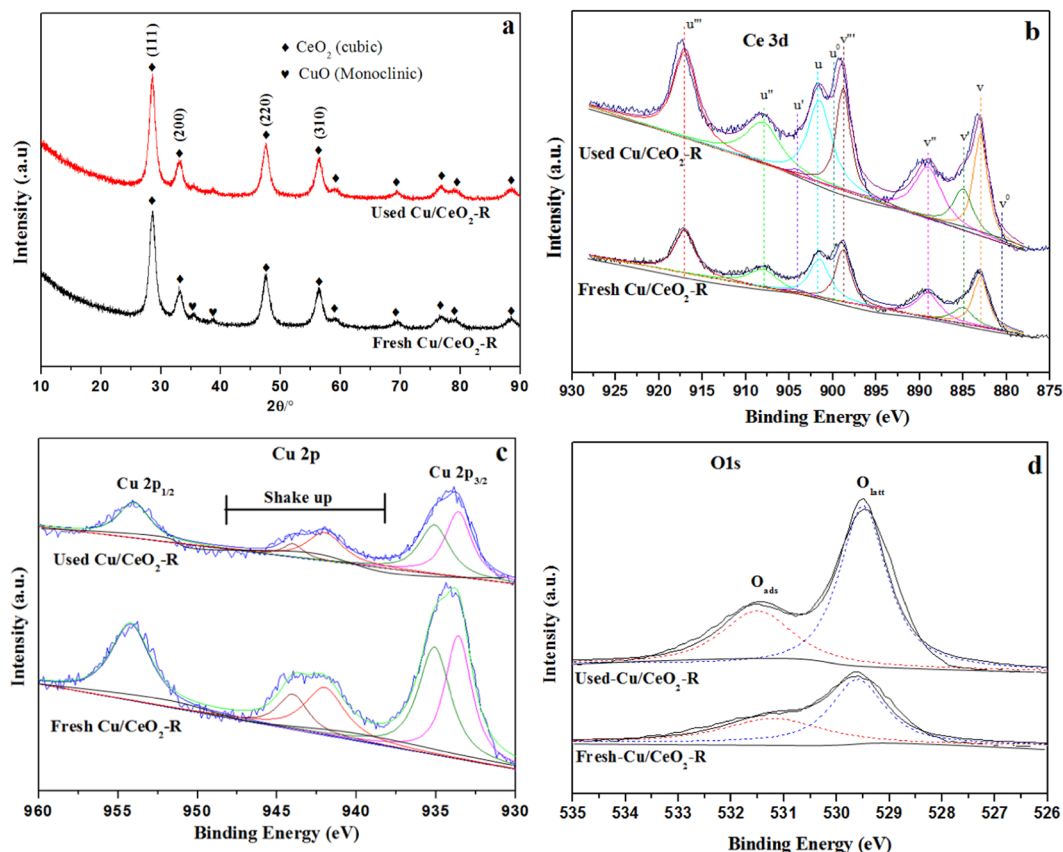 a
(111)
◆ CeO₂ (cubic)
♥ CuO (Monoclinic)
(200)
(220)
(310)
Used Cu/CeO₂-R
Fresh Cu/CeO₂-R
Intensity (a.u)
10 20 30 40 50 60 70 80 90
2θ/°
b
Ce 3d
u''' u'' u' u u⁰ v''' v'' v' v v⁰
Used Cu/CeO₂-R
Fresh Cu/CeO₂-R
Intensity (a.u.)
930 925 920 915 910 905 900 895 890 885 880 875
Binding Energy (eV)
c
Cu 2p
Cu 2p₁/₂
Shake up
Cu 2p₃/₂
Used Cu/CeO₂-R
Fresh Cu/CeO₂-R
Intensity (a.u.)
960 955 950 945 940 935 930
Binding Energy (eV)
d
O1s
O latt
O ads
Used-Cu/CeO₂-R
Fresh-Cu/CeO₂-R
Intensity (a.u.)
535 534 533 532 531 530 529 528 527 526
Binding Energy (eV)